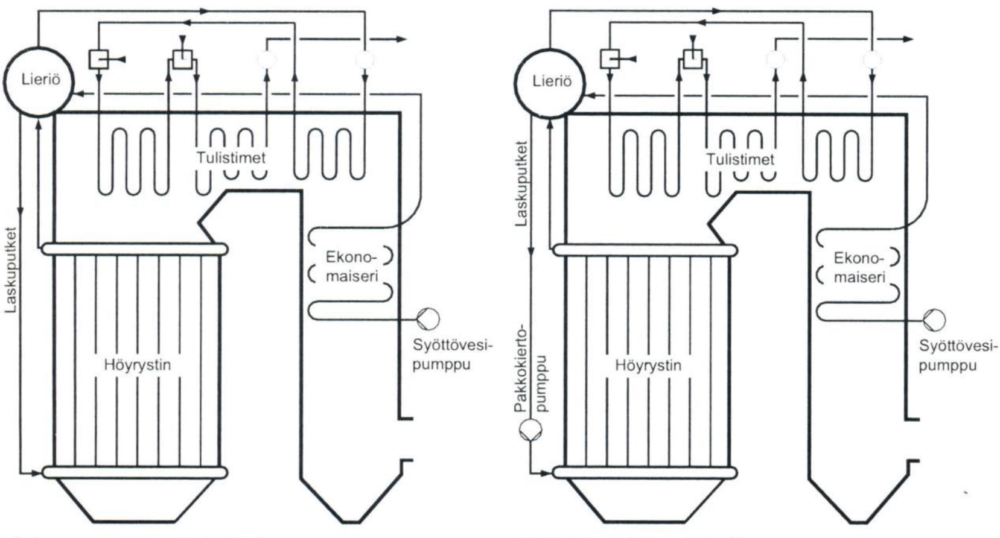 Lieriö
Tulistimet
Laskuputket
Ekono-
maiseri
Syöttövesi-
pumppu
Höyrystin
Lieriö
Tulistimet
Laskuputket
Ekono-
maiseri
Syöttövesi-
pumppu
Pakkokierto-
pumppu
Höyrystin